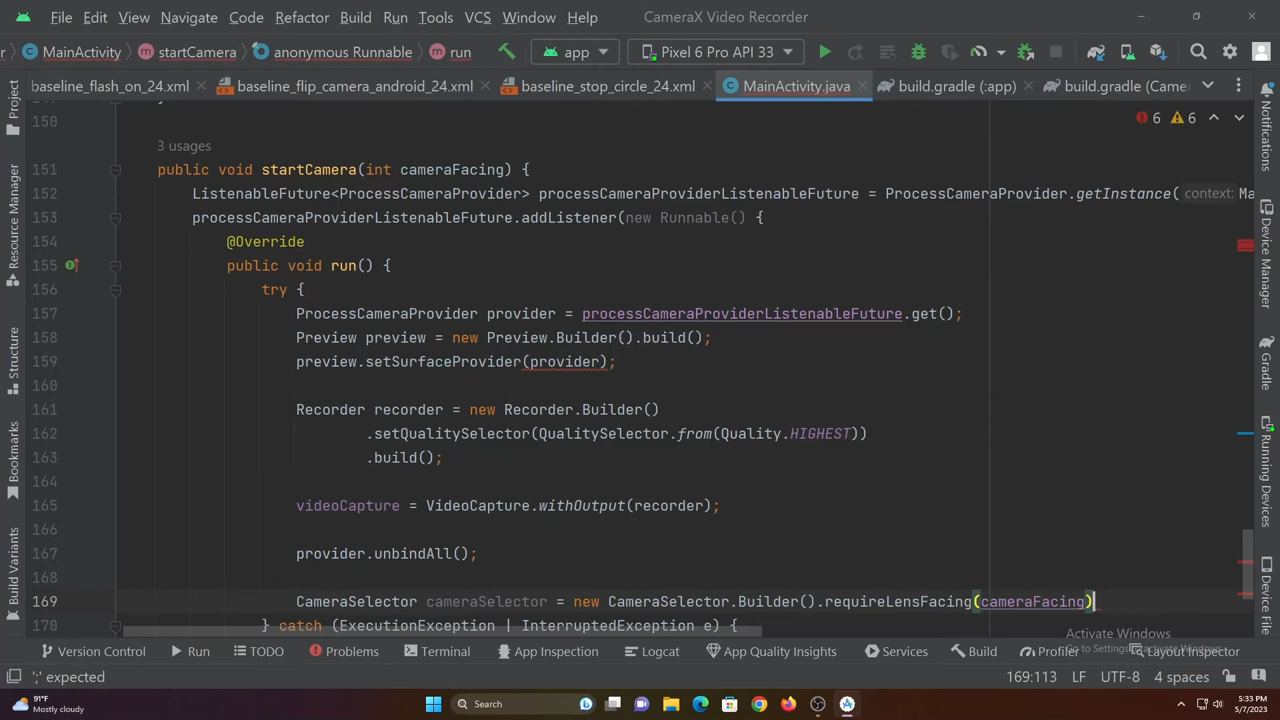 File Edit View Navigate Code Refactor Build Run Tools VCS Window Help CameraX Video Recorder
MainActivity startCamera anonymous Runnable run app Pixel 6 Pro API 33
baseline_flash_on_24.xml baseline_flip_camera_android_24.xml baseline_stop_circle_24.xml MainActivity.java build.gradle (:app) build.gradle (Came
6 6
150
3 usages
151 public void startCamera(int cameraFacing) {
152 ListenableFuture<ProcessCameraProvider> processCameraProviderListenableFuture = ProcessCameraProvider.getInstance( context: Ma
153 processCameraProviderListenableFuture.addListener(new Runnable() {
154 @Override
155 public void run() {
156 try {
157 ProcessCameraProvider provider = processCameraProviderListenableFuture.get();
158 Preview preview = new Preview.Builder().build();
159 preview.setSurfaceProvider(provider);
160
161 Recorder recorder = new Recorder.Builder()
162 .setQualitySelector(QualitySelector.from(Quality.HIGHEST))
163 .build();
164
165 videoCapture = VideoCapture.withOutput(recorder);
166
167 provider.unbindAll();
168
169 CameraSelector cameraSelector = new CameraSelector.Builder().requireLensFacing(cameraFacing)
170 } catch (ExecutionException | InterruptedException e) {
Project
Resource Manager
Structure
Bookmarks
Build Variants
Notifications
Device Manager
Gradle
Running Devices
Device File
Activate Windows
Go to Settings to activate Windows.
Version Control Run TODO Problems Terminal App Inspection Logcat App Quality Insights Services Build Profiler Layout Inspector
';' expected 169:113 LF UTF-8 4 spaces
91°F
Mostly cloudy
Search
5:33 PM
5/7/2023